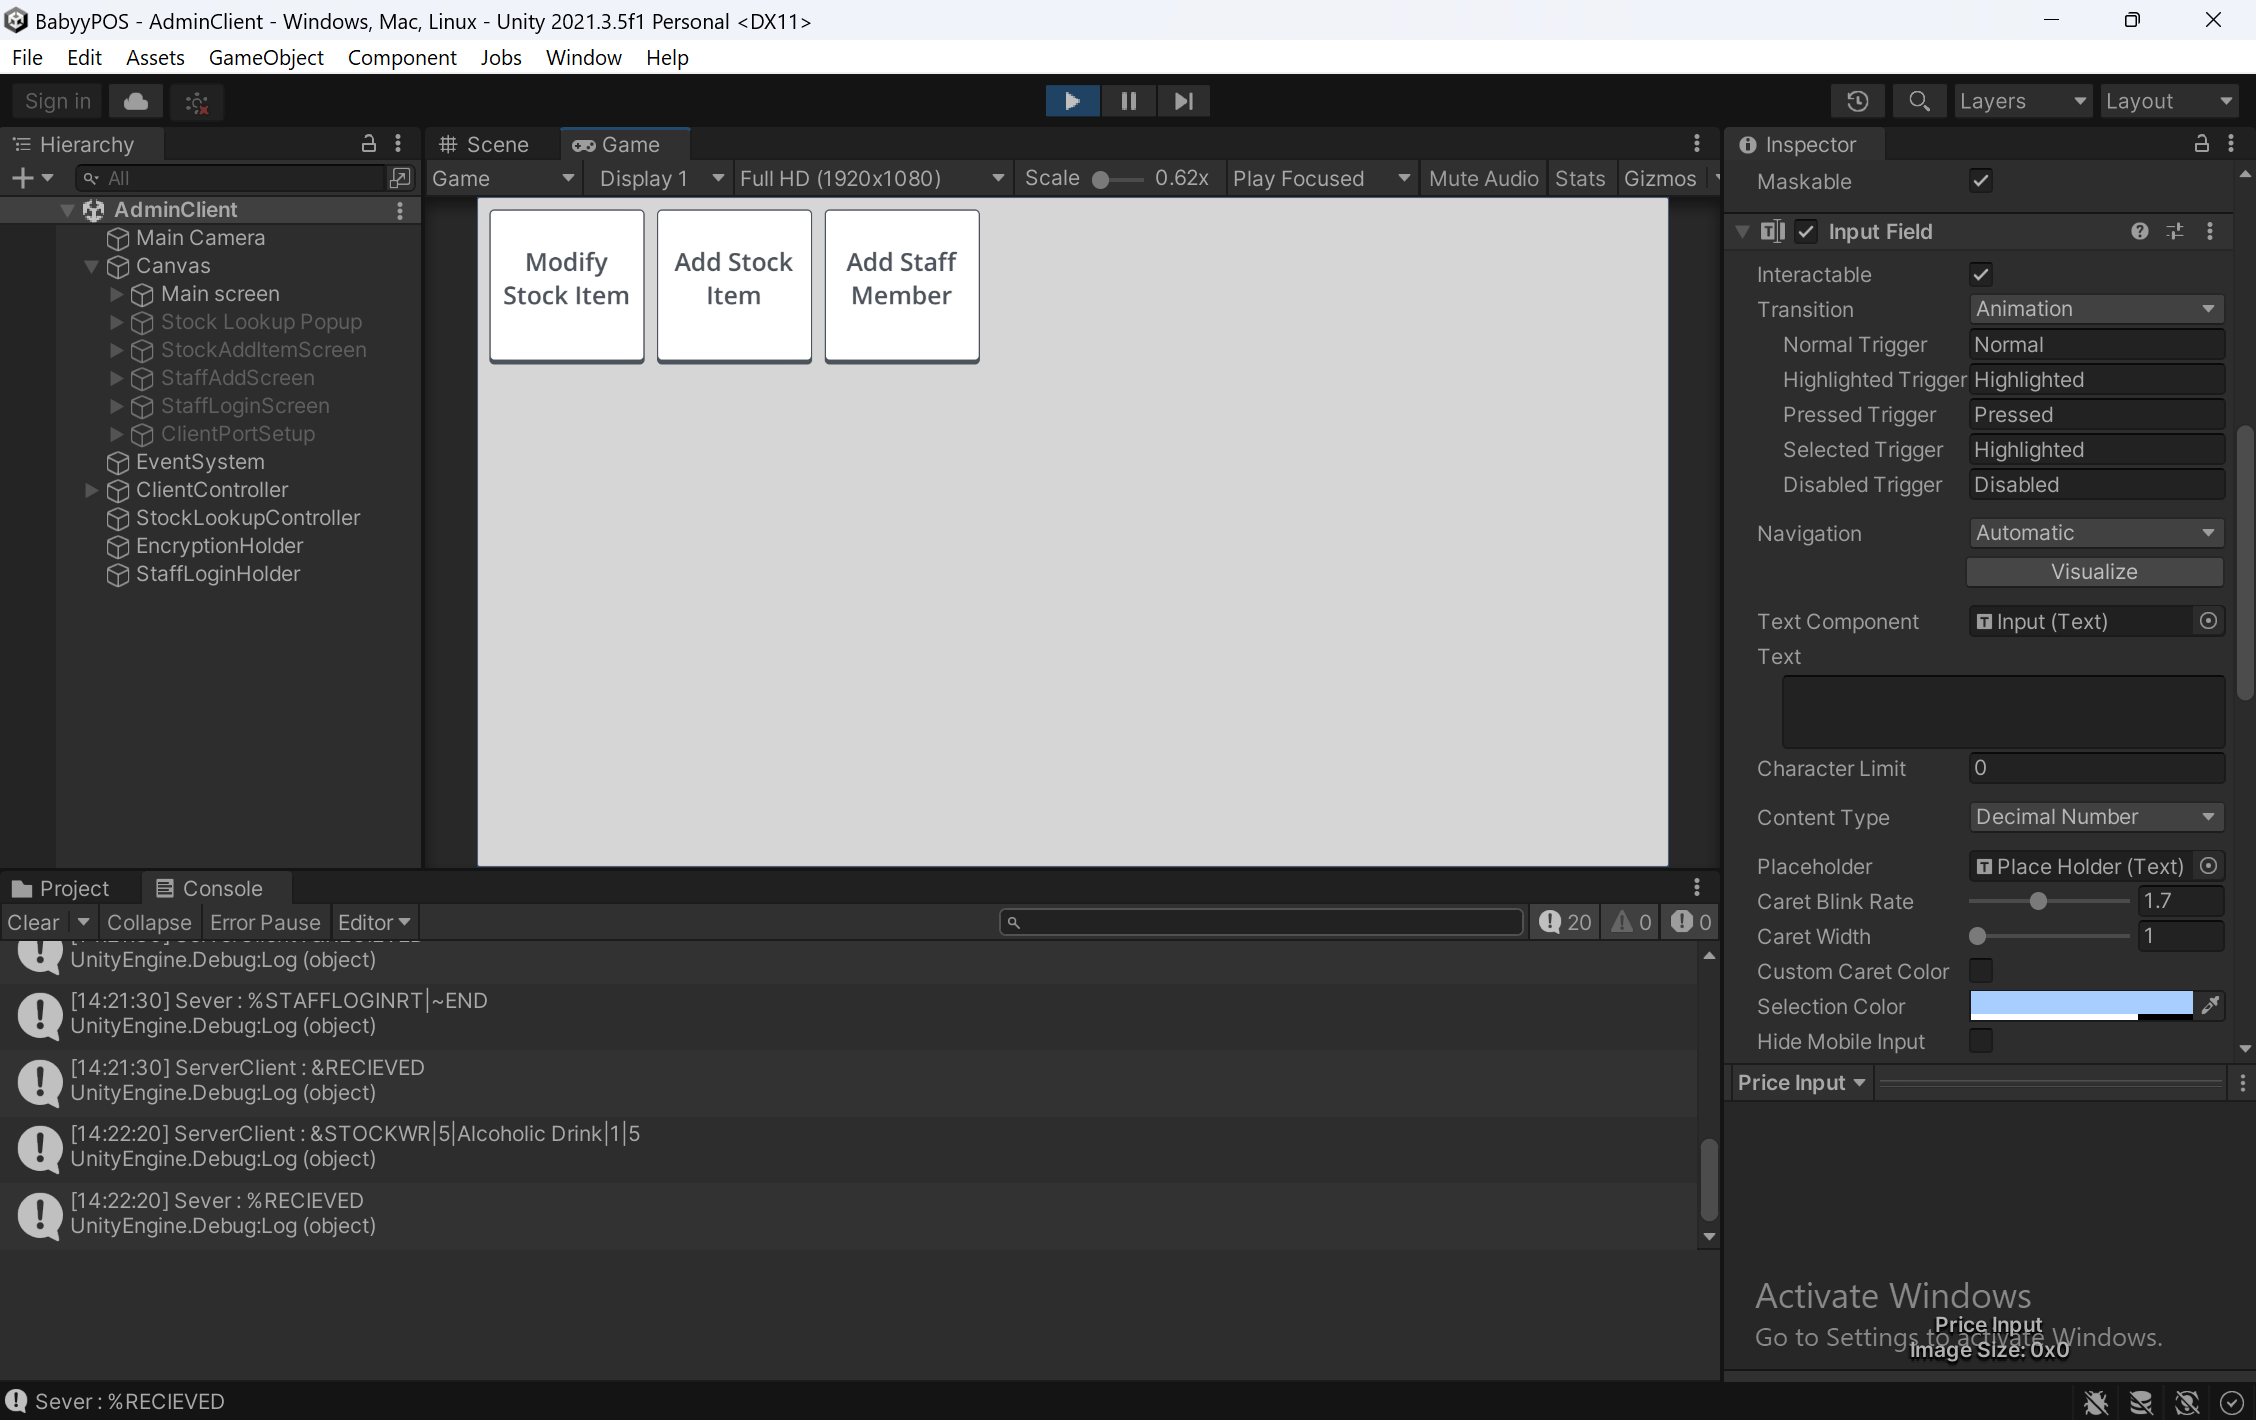 BabyyPOS - AdminClient - Windows, Mac, Linux - Unity 2021.3.5f1 Personal <DX11>
File Edit Assets GameObject Component Jobs Window Help
Sign in
Layers Layout
Hierarchy
All
AdminClient
Main Camera
Canvas
Main screen
Stock Lookup Popup
StockAddItemScreen
StaffAddScreen
StaffLoginScreen
ClientPortSetup
EventSystem
ClientController
StockLookupController
EncryptionHolder
StaffLoginHolder
Scene Game
Game Display 1 Full HD (1920x1080) Scale 0.62x Play Focused Mute Audio Stats Gizmos
Modify
Stock Item
Add Stock
Item
Add Staff
Member
Project Console
Clear Collapse Error Pause Editor 20 0 0
UnityEngine.Debug:Log (object)
[14:21:30] Sever : %STAFFLOGINRT|~END
UnityEngine.Debug:Log (object)
[14:21:30] ServerClient : &RECIEVED
UnityEngine.Debug:Log (object)
[14:22:20] ServerClient : &STOCKWR|5|Alcoholic Drink|1|5
UnityEngine.Debug:Log (object)
[14:22:20] Sever : %RECIEVED
UnityEngine.Debug:Log (object)
Sever : %RECIEVED
Inspector
Maskable
Input Field
Interactable
Transition Animation
Normal Trigger Normal
Highlighted Trigger Highlighted
Pressed Trigger Pressed
Selected Trigger Highlighted
Disabled Trigger Disabled
Navigation Automatic
Visualize
Text Component Input (Text)
Text
Character Limit 0
Content Type Decimal Number
Placeholder Place Holder (Text)
Caret Blink Rate 1.7
Caret Width 1
Custom Caret Color
Selection Color
Hide Mobile Input
Price Input
Activate Windows
Go to Settings to activate Windows.
Price Input
Image Size: 0x0